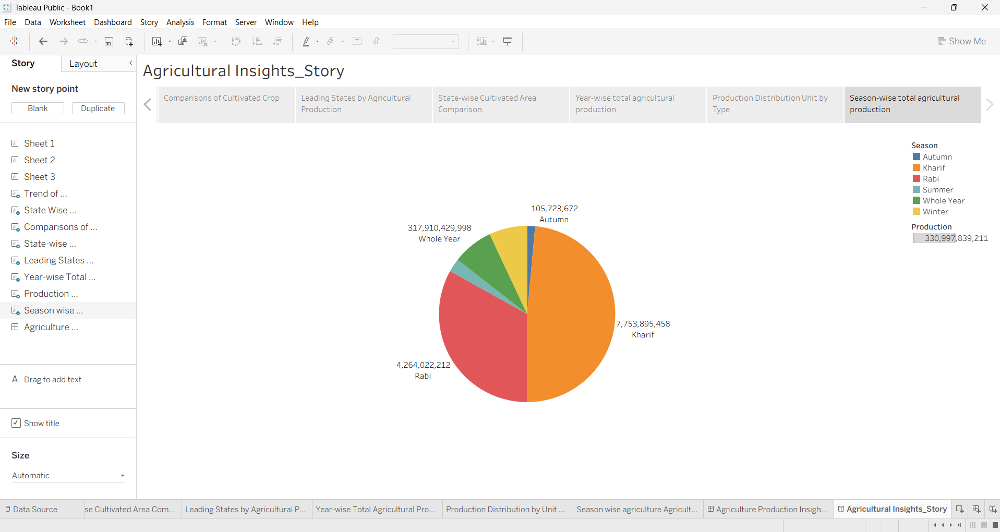 Tableau Public - Book1
File Data Worksheet Dashboard Story Analysis Format Server Window Help
Show Me
Story
Layout
New story point
Blank
Duplicate
Sheet 1
Sheet 2
Sheet 3
Trend of ...
State Wise ...
Comparisons of ...
State-wise ...
Leading States ...
Year-wise Total ...
Production ...
Season wise ...
Agriculture ...
A Drag to add text
Show title
Size
Automatic
Agricultural Insights_Story
Comparisons of Cultivated Crop
Leading States by Agricultural
Production
State-wise Cultivated Area
Comparison
Year-wise total agricultural
production
Production Distribution Unit by
Type
Season-wise total agricultural
production
105,723,672
Autumn
317,910,429,998
Whole Year
7,753,895,458
Kharif
4,264,022,212
Rabi
Season
Autumn
Kharif
Rabi
Summer
Whole Year
Winter
Production
330,997,839,211
Data Source
se Cultivated Area Com...
Leading States by Agricultural P...
Year-wise Total Agricultural Pro...
Production Distribution by Unit ...
Season wise agriculture Agricult...
Agriculture Production Insigh...
Agricultural Insights_Story